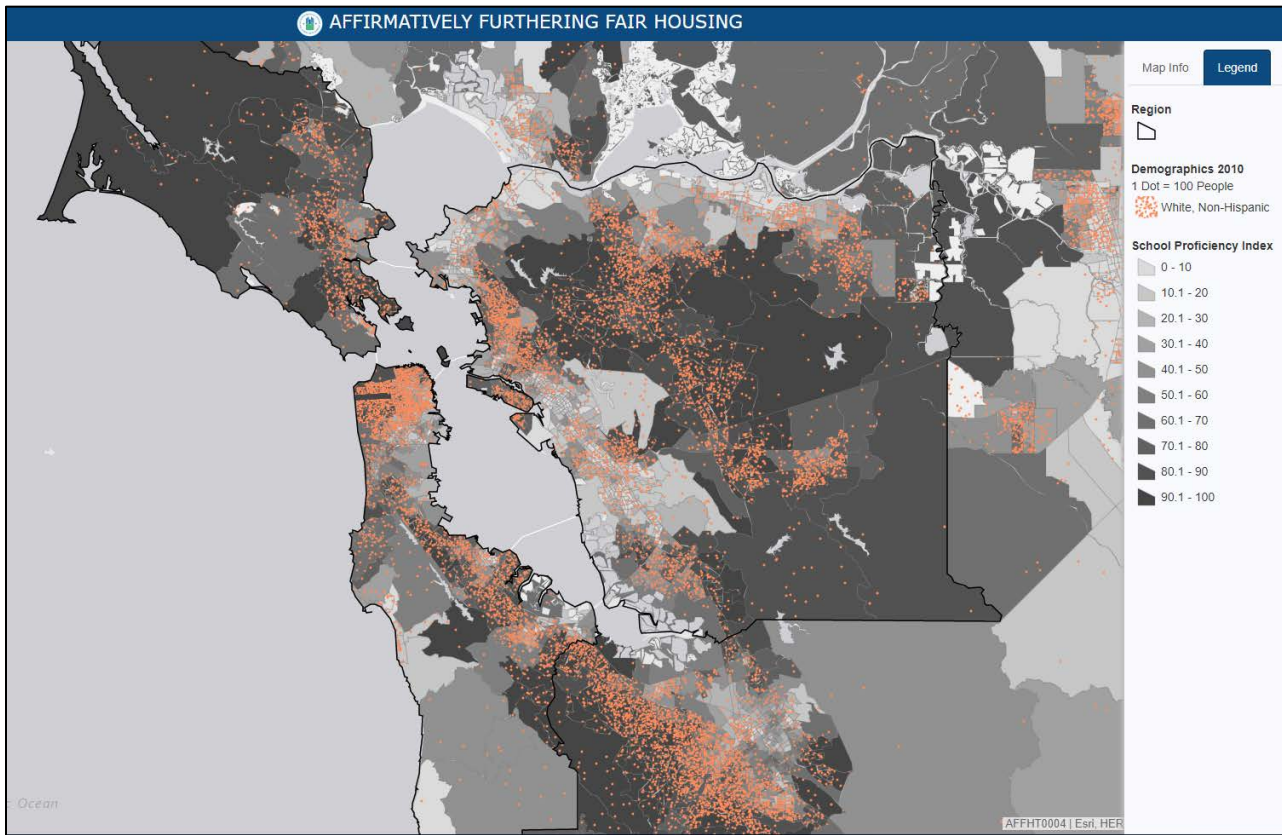 AFFIRMATIVELY FURTHERING FAIR HOUSING
Map Info
Legend
Region
Demographics 2010
1 Dot = 100 People
White, Non-Hispanic
School Proficiency Index
0 - 10
10.1 - 20
20.1 - 30
30.1 - 40
40.1 - 50
50.1 - 60
60.1 - 70
70.1 - 80
80.1 - 90
90.1 - 100
c Ocean
AFFHT0004 | Esri, HER